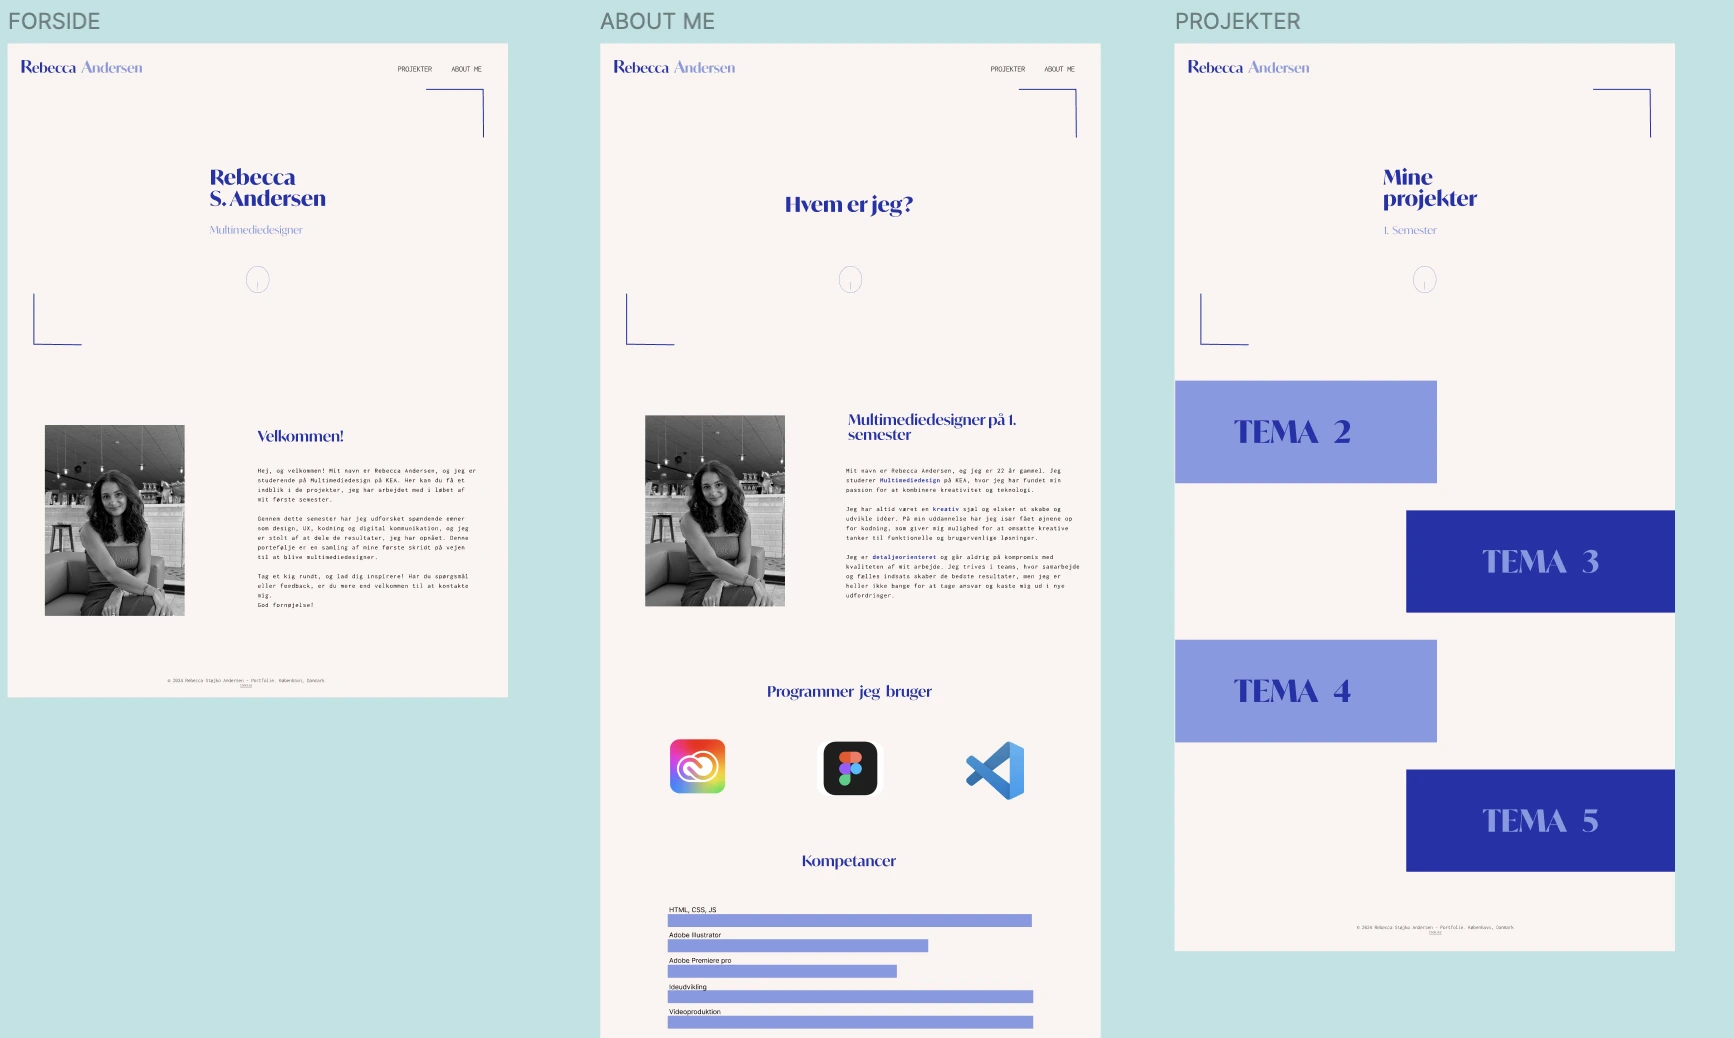 FORSIDE
Rebecca Andersen
PROJEKTER ABOUT ME
Rebecca
S. Andersen
Multimediedesigner
Velkommen!
Hej, og velkommen! Mit navn er Rebecca Andersen, og jeg er
studerende på Multimediedesign på KEA. Her kan du få et
indblik i de projekter, jeg har arbejdet med i løbet af
mit første semester.
Gennem dette semester har jeg udforsket spændende emner
som design, UX, kodning og digital kommunikation, og jeg
er stolt af at dele de resultater, jeg har opnået. Denne
portefølje er en samling af mine første skridt på vejen
til at blive multimediedesigner.
Tag et kig rundt, og lad dig inspirere! Har du spørgsmål
eller feedback, er du mere end velkommen til at kontakte
mig.
God fornøjelse!
© 2024 Rebecca Støjko Andersen - Portfolio. København, Danmark
ABOUT ME
Rebecca Andersen
PROJEKTER ABOUT ME
Hvem er jeg?
Multimediedesigner på 1.
semester
Mit navn er Rebecca Andersen, og jeg er 22 år gammel. Jeg
studerer Multimediedesign på KEA, hvor jeg har fundet min
passion for at kombinere kreativitet og teknologi.
Jeg har altid været en kreativ sjæl og elsker at skabe og
udvikle idéer. På min uddannelse har jeg især fået øjnene op
for kodning, som giver mig mulighed for at omsætte kreative
tanker til funktionelle og brugervenlige løsninger.
Jeg er detaljeorienteret og går aldrig på kompromis med
kvaliteten af mit arbejde. Jeg trives i teams, hvor samarbejde
og fælles indsats skaber de bedste resultater, men jeg er
heller ikke bange for at tage ansvar og kaste mig ud i nye
udfordringer.
Programmer jeg bruger
Kompetancer
HTML, CSS, JS
Adobe Illustrator
Adobe Premiere pro
Ideudvikling
Videoproduktion
PROJEKTER
Rebecca Andersen
Mine
projekter
1. Semester
TEMA 2
TEMA 3
TEMA 4
TEMA 5
© 2024 Rebecca Støjko Andersen - Portfolio. København, Danmark